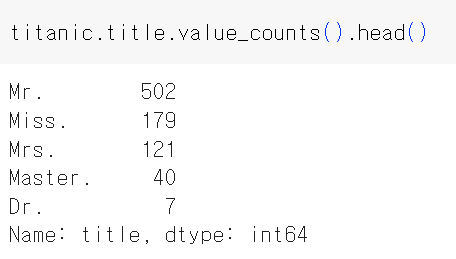 titanic.title.value_counts().head()
Mr.        502
Miss.      179
Mrs.       121
Master.     40
Dr.          7
Name: title, dtype: int64